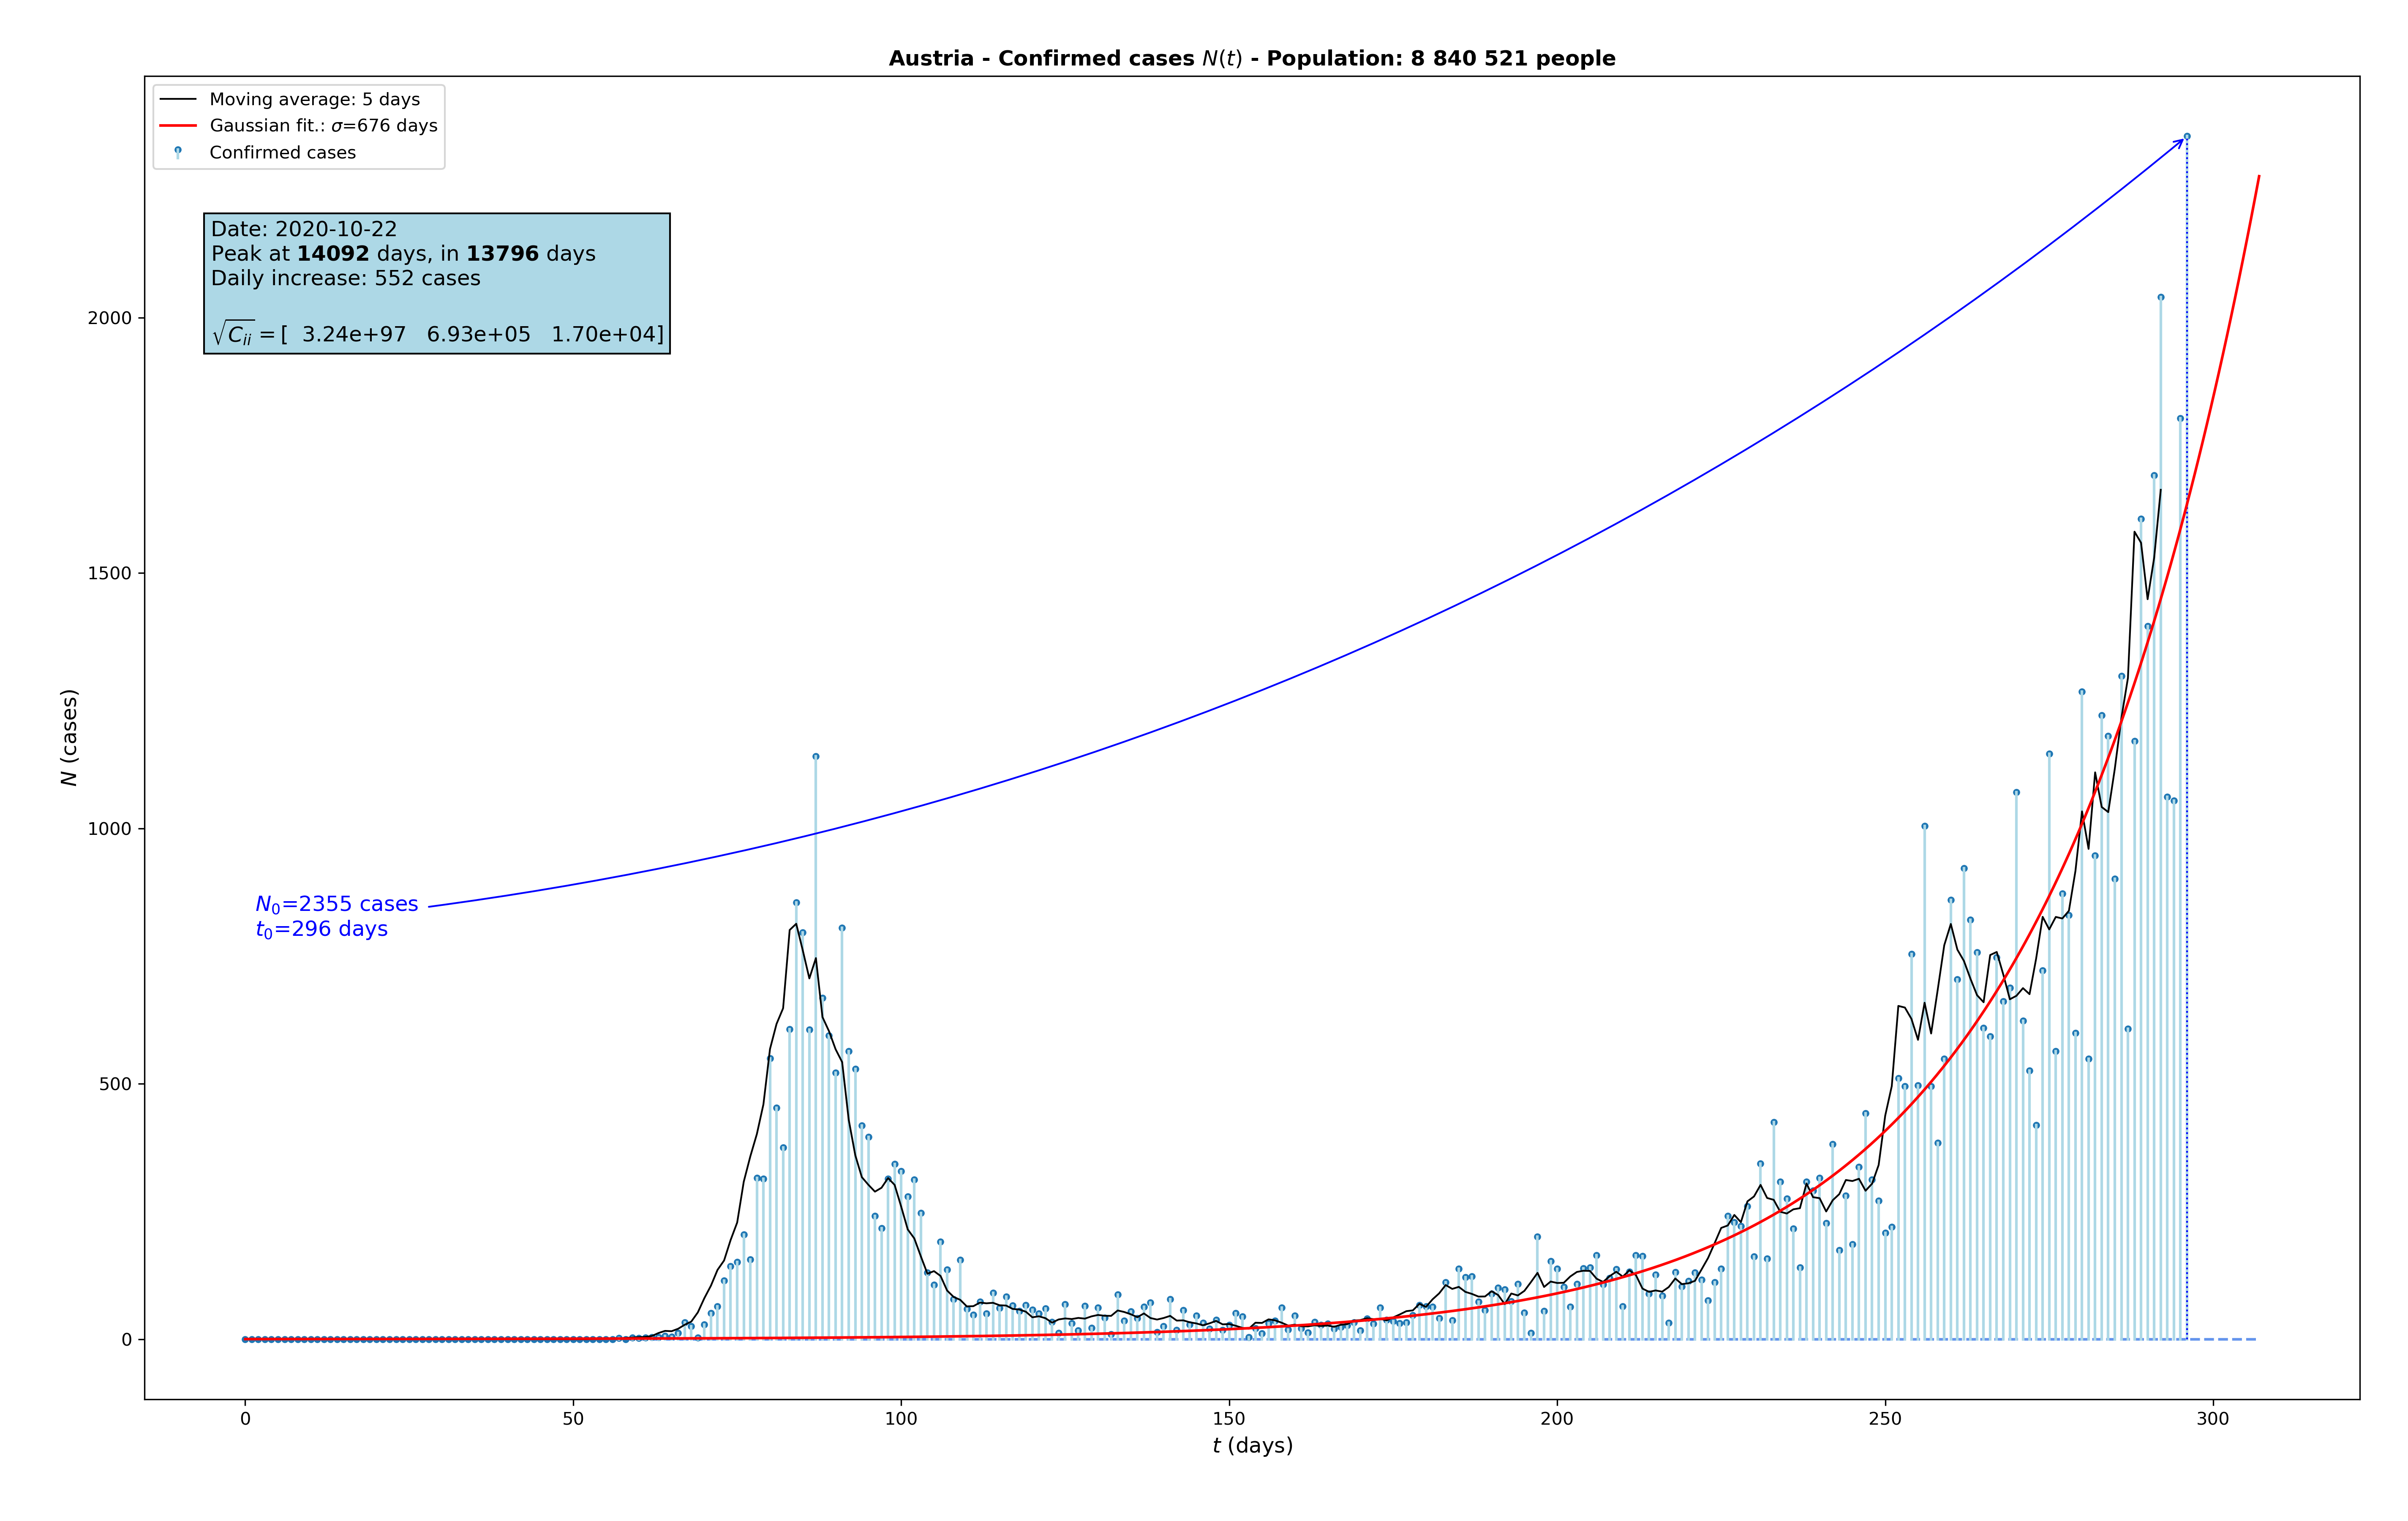 Austria - Confirmed cases N(t) - Population: 8 840 521 people
Moving average: 5 days
Gaussian fit.: σ=676 days
Confirmed cases
Date: 2020-10-22
Peak at 14092 days, in 13796 days
Daily increase: 552 cases
√Cᵢᵢ = [ 3.24e+97 6.93e+05 1.70e+04]
N₀=2355 cases
t₀=296 days
N (cases)
2000
1500
1000
500
0
0 50 100 150 200 250 300
t (days)